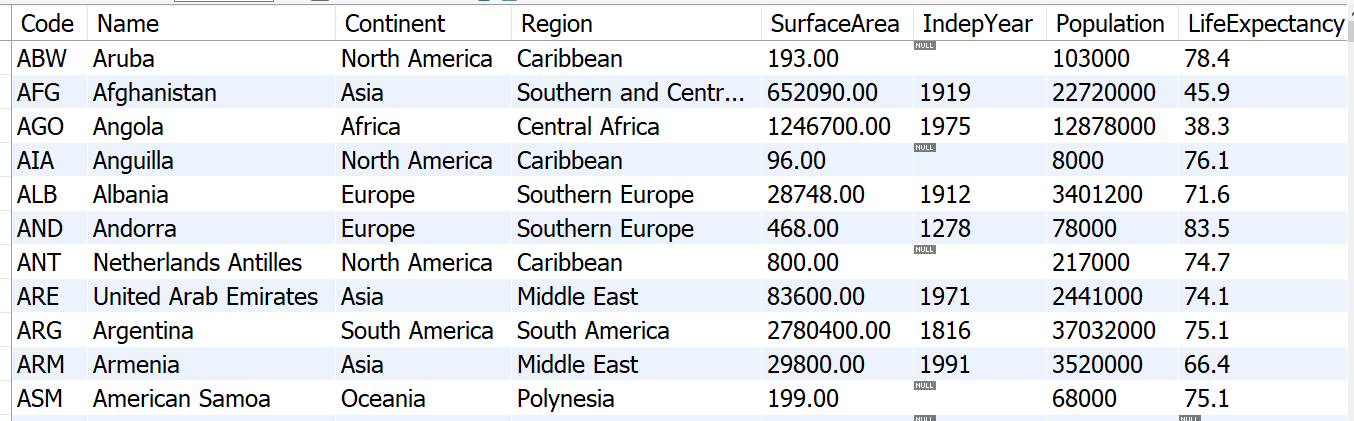 Code Name Continent Region SurfaceArea IndepYear Population LifeExpectancy
ABW Aruba North America Caribbean 193.00 NULL 103000 78.4
AFG Afghanistan Asia Southern and Centr... 652090.00 1919 22720000 45.9
AGO Angola Africa Central Africa 1246700.00 1975 12878000 38.3
AIA Anguilla North America Caribbean 96.00 NULL 8000 76.1
ALB Albania Europe Southern Europe 28748.00 1912 3401200 71.6
AND Andorra Europe Southern Europe 468.00 1278 78000 83.5
ANT Netherlands Antilles North America Caribbean 800.00 NULL 217000 74.7
ARE United Arab Emirates Asia Middle East 83600.00 1971 2441000 74.1
ARG Argentina South America South America 2780400.00 1816 37032000 75.1
ARM Armenia Asia Middle East 29800.00 1991 3520000 66.4
ASM American Samoa Oceania Polynesia 199.00 NULL 68000 75.1
NULL NULL